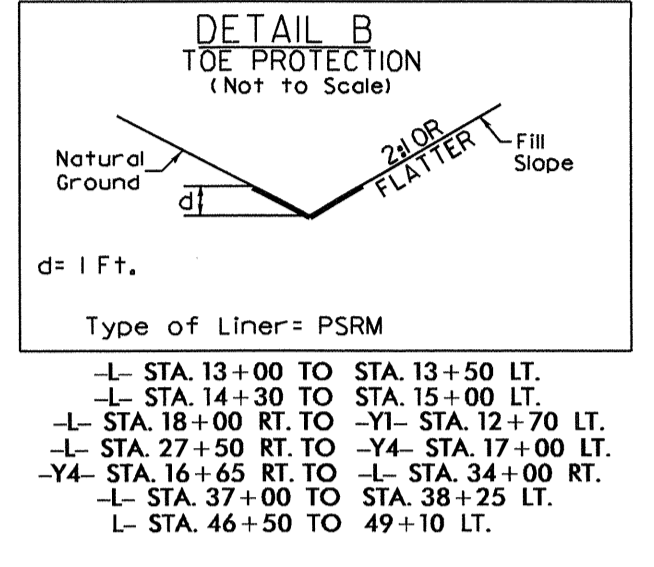 DETAIL B
TOE PROTECTION
(Not to Scale)
Natural
Ground
d
2:1 OR
FLATTER
Fill
Slope
d= 1 Ft.
Type of Liner= PSRM
-L- STA. 13+00 TO STA. 13+50 LT.
-L- STA. 14+30 TO STA. 15+00 LT.
-L- STA. 18+00 RT. TO -Y1- STA. 12+70 LT.
-L- STA. 27+50 RT. TO -Y4- STA. 17+00 LT.
-Y4- STA. 16+65 RT. TO -L- STA. 34+00 RT.
-L- STA. 37+00 TO STA. 38+25 LT.
L- STA. 46+50 TO 49+10 LT.